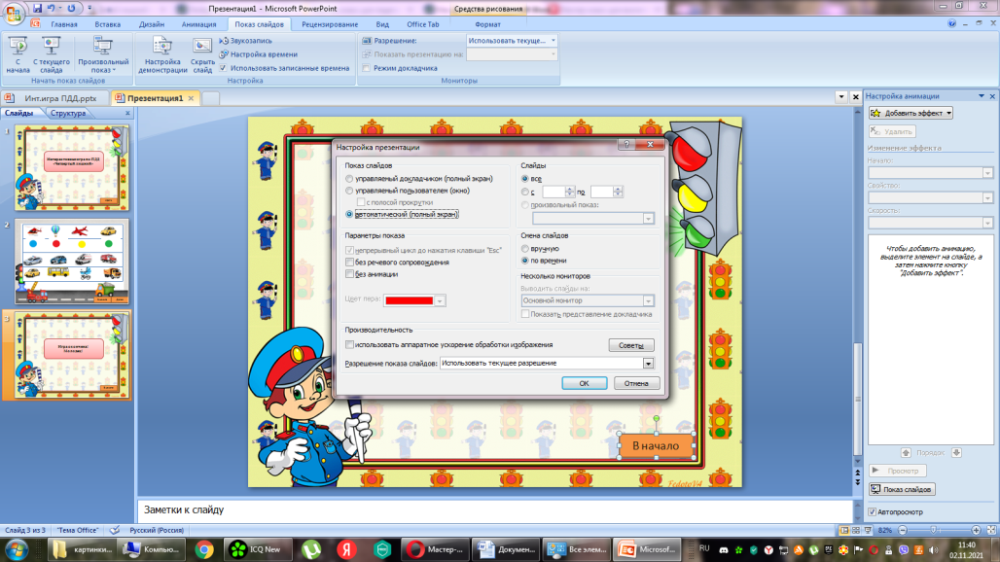 Презентация1 - Microsoft PowerPoint
Средства рисования
Главная Вставка Дизайн Анимация Показ слайдов Рецензирование Вид Office Tab Формат
С начала
С текущего слайда
Произвольный показ
Начать показ слайдов
Настройка демонстрации
Скрыть слайд
Звукозапись
Настройка времени
Использовать записанные времена
Настройка
Разрешение: Использовать текуще...
Показать презентацию на:
Режим докладчика
Мониторы
Инт.игра ПДД.pptx Презентация1
Слайды Структура
1
2
3
Настройка презентации
Показ слайдов
управляемый докладчиком (полный экран)
управляемый пользователем (окно)
с полосой прокрутки
автоматический (полный экран)
Слайды
все
с по
произвольный показ:
Параметры показа
непрерывный цикл до нажатия клавиши "Esc"
без речевого сопровождения
без анимации
Цвет пера:
Смена слайдов
вручную
по времени
Несколько мониторов
Выводить слайды на:
Основной монитор
Показать представление докладчика
Производительность
использовать аппаратное ускорение обработки изображения
Советы
Разрешение показа слайдов: Использовать текущее разрешение
ОК Отмена
В начало
FedotoVA
Настройка анимации
Добавить эффект
Удалить
Изменение эффекта
Начало:
Свойство:
Скорость:
Чтобы добавить анимацию,
выделите элемент на слайде, а
затем нажмите кнопку
"Добавить эффект".
Порядок
Просмотр
Показ слайдов
Автопросмотр
Заметки к слайду
Слайд 3 из 3 "Тема Office" Русский (Россия) 82%
картинки... Компью... ICQ New Мастер-... Докумен... Все элем... Microsof... RU 11:40
02.11.2021